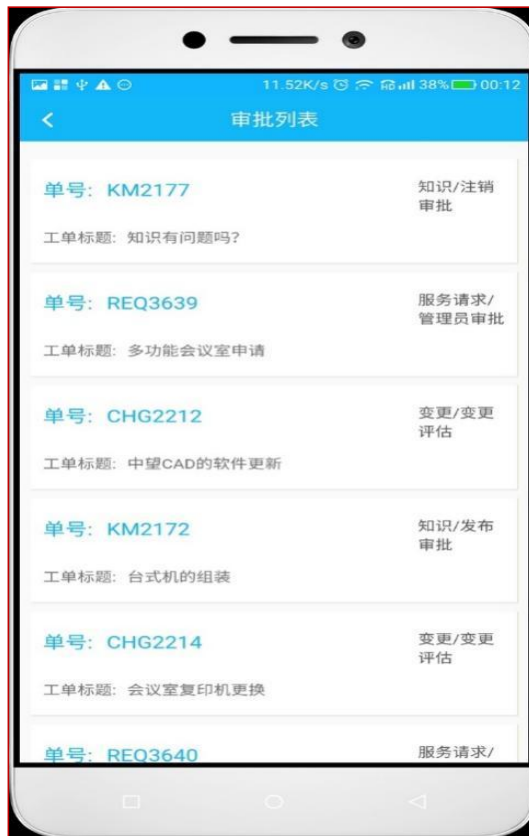 11.52K/s 38% 00:12
审批列表
单号: KM2177
知识/注销
审批
工单标题: 知识有问题吗?
单号: REQ3639
服务请求/
管理员审批
工单标题: 多功能会议室申请
单号: CHG2212
变更/变更
评估
工单标题: 中望CAD的软件更新
单号: KM2172
知识/发布
审批
工单标题: 台式机的组装
单号: CHG2214
变更/变更
评估
工单标题: 会议室复印机更换
单号: REQ3640
服务请求/